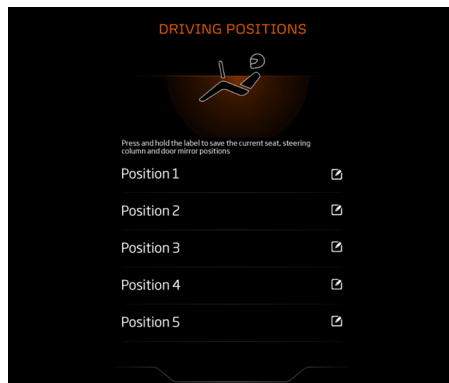 DRIVING POSITIONS
Press and hold the label to save the current seat, steering
column and door mirror positions
Position 1
Position 2
Position 3
Position 4
Position 5